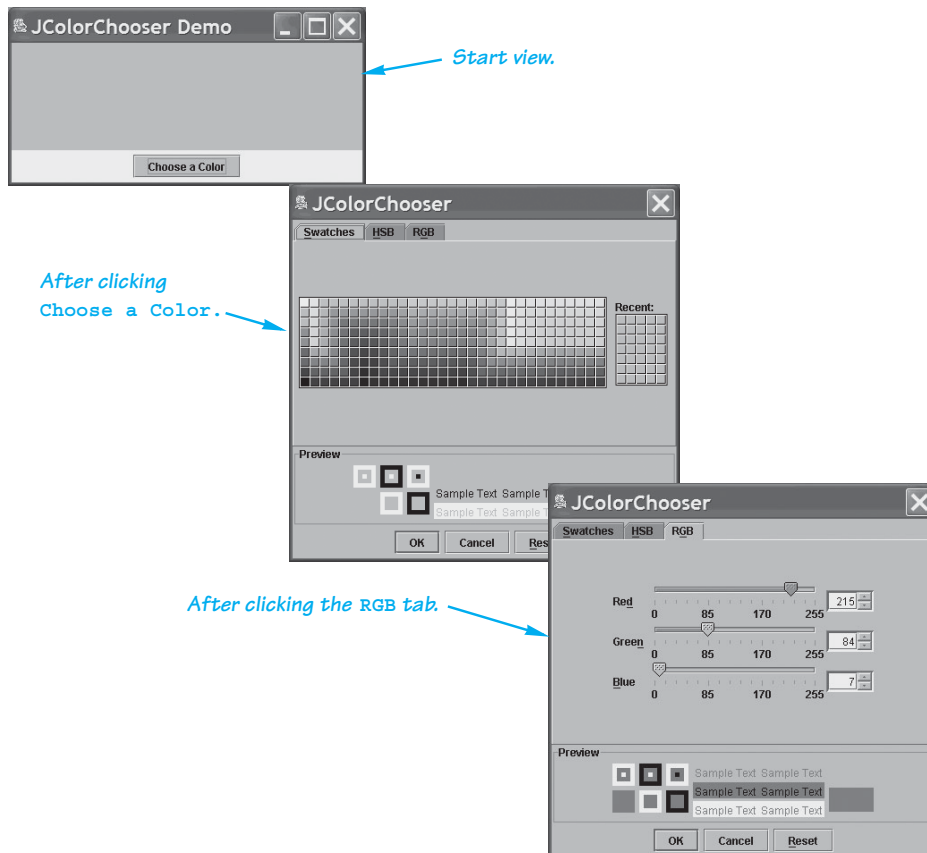 JColorChooser Demo
Start view.
Choose a Color
JColorChooser
Swatches HSB RGB
After clicking
Choose a Color.
Recent:
Preview
Sample Text Sample T
Sample Text Sample T
OK Cancel Res
JColorChooser
Swatches HSB RGB
After clicking the RGB tab.
Red 215
0 85 170 255
Green 84
0 85 170 255
Blue 7
0 85 170 255
Preview
Sample Text Sample Text
Sample Text Sample Text
Sample Text Sample Text
OK Cancel Reset